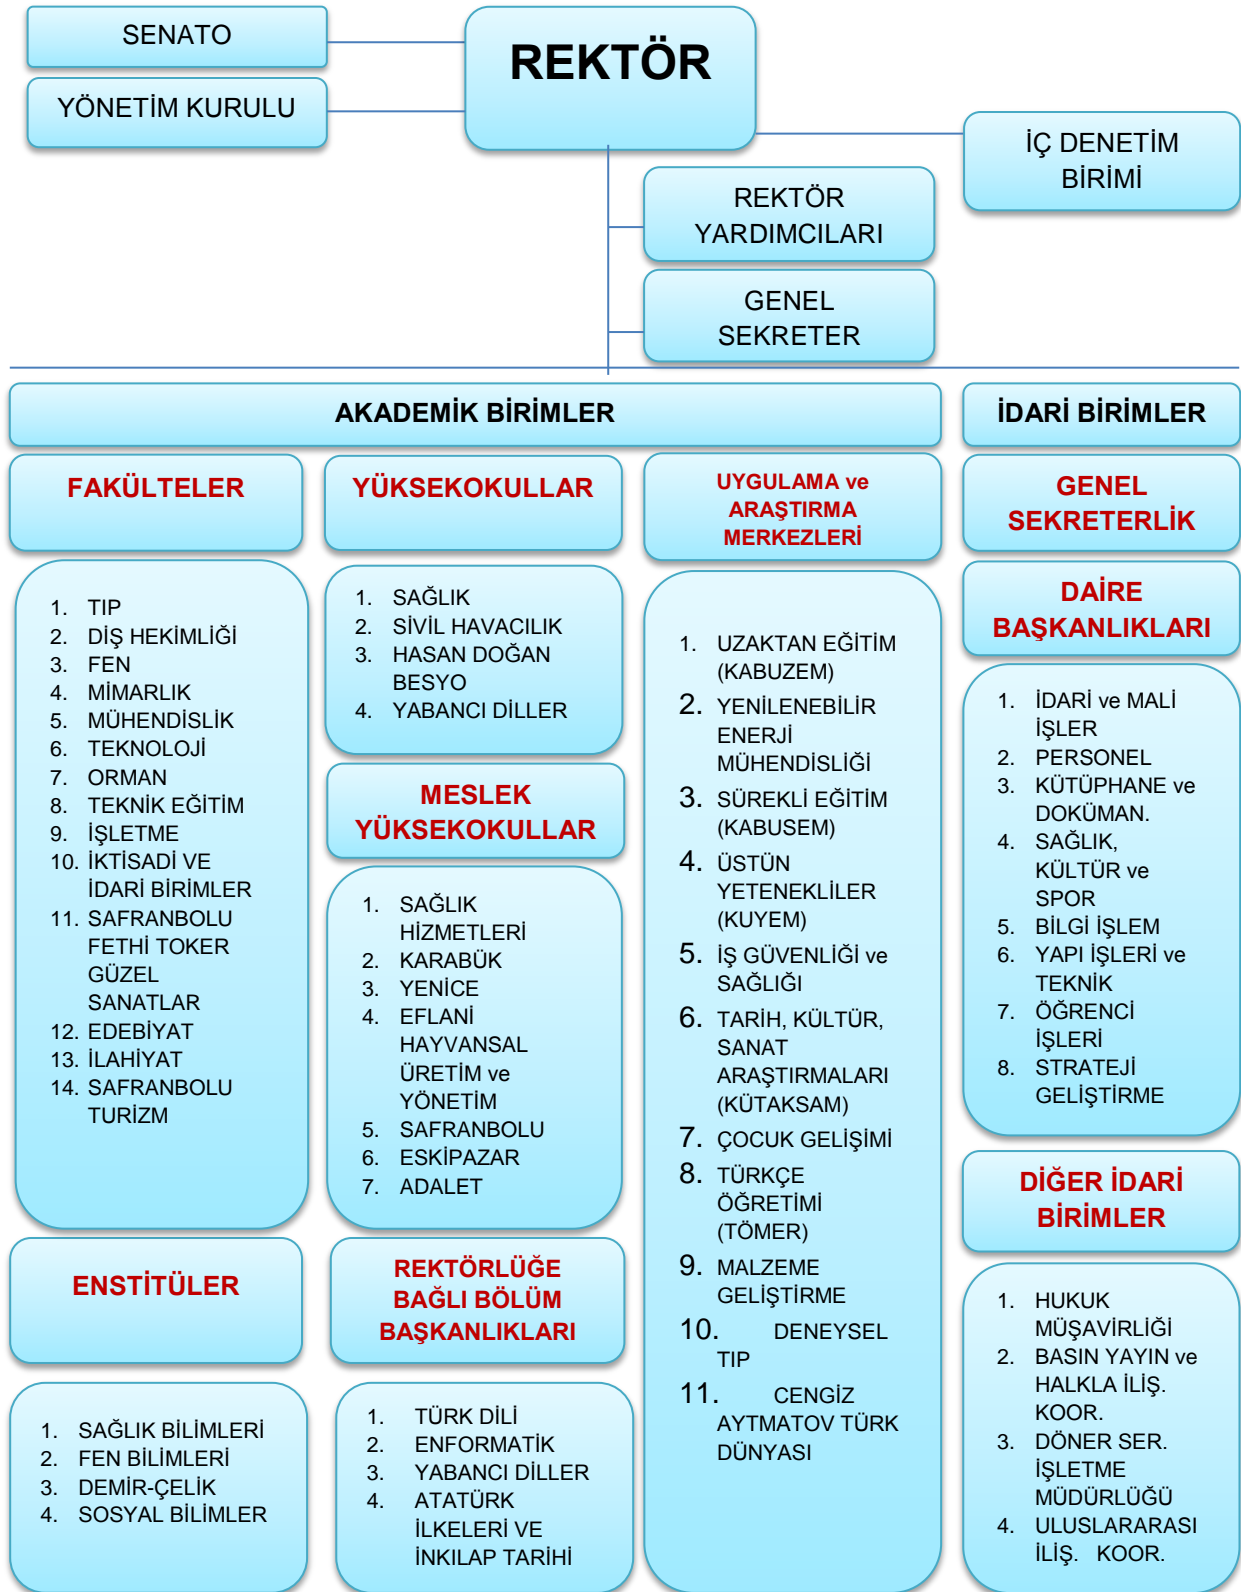 SENATO
YÖNETİM KURULU
REKTÖR
İÇ DENETİM
BİRİMİ
REKTÖR
YARDIMCILARI
GENEL
SEKRETER
AKADEMİK BİRİMLER
İDARİ BİRİMLER
FAKÜLTELER
1. TIP
2. DİŞ HEKİMLİĞİ
3. FEN
4. MİMARLIK
5. MÜHENDİSLİK
6. TEKNOLOJİ
7. ORMAN
8. TEKNİK EĞİTİM
9. İŞLETME
10. İKTİSADİ VE
İDARİ BİRİMLER
11. SAFRANBOLU
FETHİ TOKER
GÜZEL
SANATLAR
12. EDEBİYAT
13. İLAHİYAT
14. SAFRANBOLU
TURİZM
ENSTİTÜLER
1. SAĞLIK BİLİMLERİ
2. FEN BİLİMLERİ
3. DEMİR-ÇELİK
4. SOSYAL BİLİMLER
YÜKSEKOKULLAR
1. SAĞLIK
2. SİVİL HAVACILIK
3. HASAN DOĞAN
BESYO
4. YABANCI DİLLER
MESLEK
YÜKSEKOKULLAR
1. SAĞLIK
HİZMETLERİ
2. KARABÜK
3. YENİCE
4. EFLANİ
HAYVANSAL
ÜRETİM ve
YÖNETİM
5. SAFRANBOLU
6. ESKİPAZAR
7. ADALET
REKTÖRLÜĞE
BAĞLI BÖLÜM
BAŞKANLIKLARI
1. TÜRK DİLİ
2. ENFORMATİK
3. YABANCI DİLLER
4. ATATÜRK
İLKELERİ VE
İNKILAP TARİHİ
UYGULAMA ve
ARAŞTIRMA
MERKEZLERİ
1. UZAKTAN EĞİTİM
(KABUZEM)
2. YENİLENEBİLİR
ENERJİ
MÜHENDİSLİĞİ
3. SÜREKLİ EĞİTİM
(KABUSEM)
4. ÜSTÜN
YETENEKLİLER
(KUYEM)
5. İŞ GÜVENLİĞİ ve
SAĞLIĞI
6. TARİH, KÜLTÜR,
SANAT
ARAŞTIRMALARI
(KÜTAKSAM)
7. ÇOCUK GELİŞİMİ
8. TÜRKÇE
ÖĞRETİMİ
(TÖMER)
9. MALZEME
GELİŞTİRME
10. DENEYSEL
TIP
11. CENGİZ
AYTMATOV TÜRK
DÜNYASI
GENEL
SEKRETERLİK
DAİRE
BAŞKANLIKLARI
1. İDARİ ve MALİ
İŞLER
2. PERSONEL
3. KÜTÜPHANE ve
DOKÜMAN.
4. SAĞLIK,
KÜLTÜR ve
SPOR
5. BİLGİ İŞLEM
6. YAPI İŞLERİ ve
TEKNİK
7. ÖĞRENCİ
İŞLERİ
8. STRATEJİ
GELİŞTİRME
DİĞER İDARİ
BİRİMLER
1. HUKUK
MÜŞAVİRLİĞİ
2. BASIN YAYIN ve
HALKLA İLİŞ.
KOOR.
3. DÖNER SER.
İŞLETME
MÜDÜRLÜĞÜ
4. ULUSLARARASI
İLİŞ. KOOR.